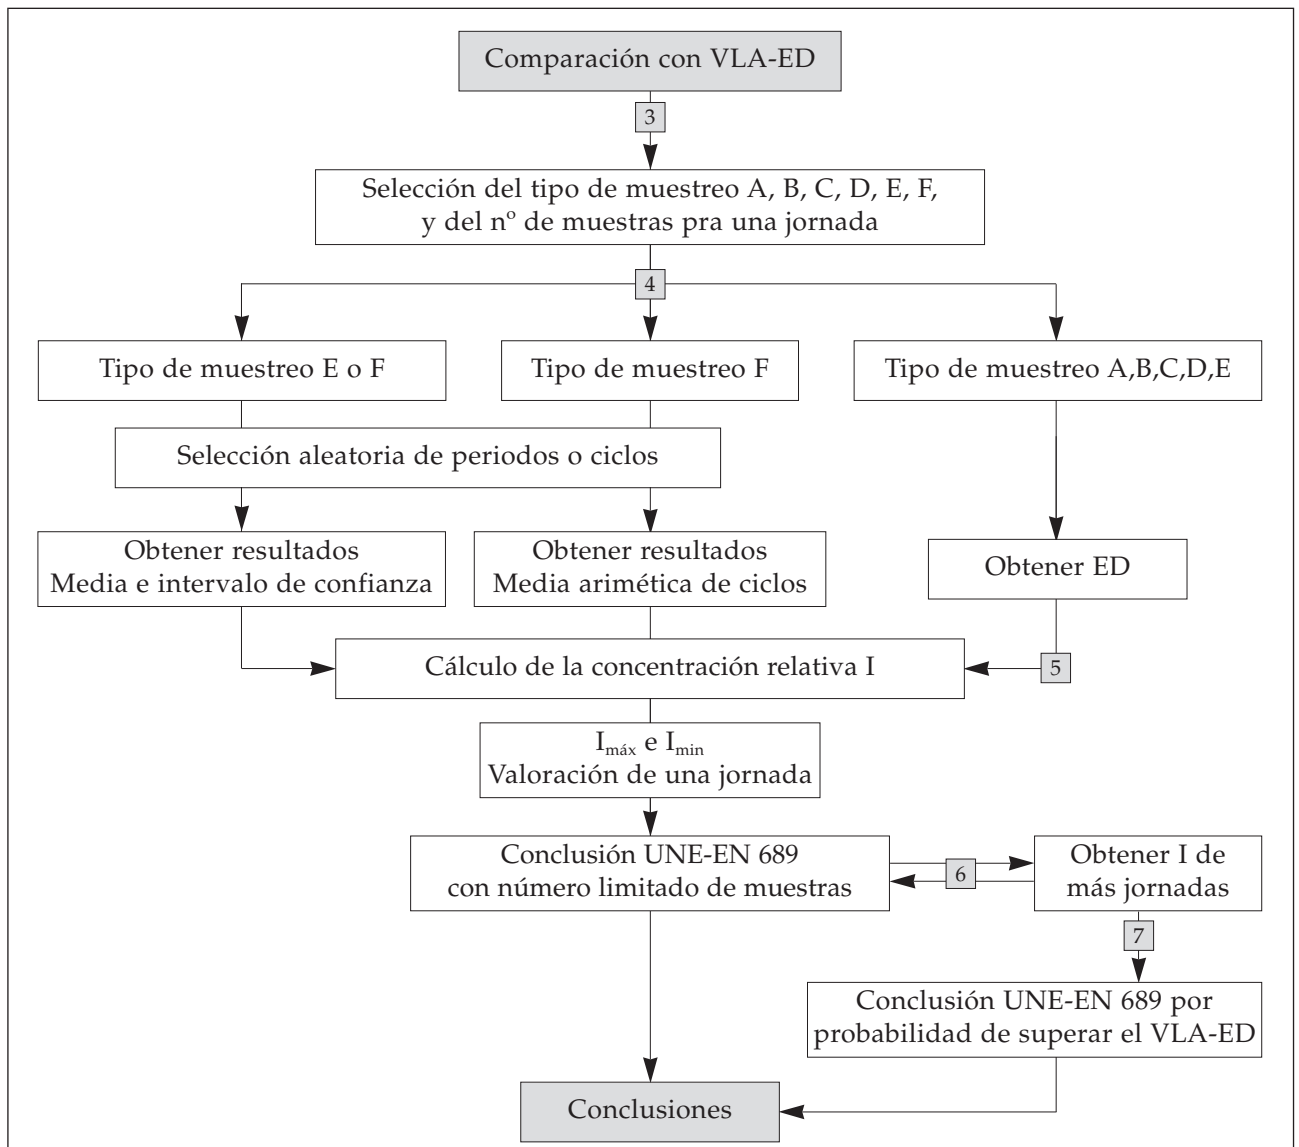 Comparación con VLA-ED
3
Selección del tipo de muestreo A, B, C, D, E, F,
y del nº de muestras pra una jornada
4
Tipo de muestreo E o F
Tipo de muestreo F
Tipo de muestreo A,B,C,D,E
Selección aleatoria de periodos o ciclos
Obtener resultados
Media e intervalo de confianza
Obtener resultados
Media arimética de ciclos
Obtener ED
Cálculo de la concentración relativa I
5
Imáx e Imin
Valoración de una jornada
Conclusión UNE-EN 689
con número limitado de muestras
6
Obtener I de
más jornadas
7
Conclusión UNE-EN 689 por
probabilidad de superar el VLA-ED
Conclusiones